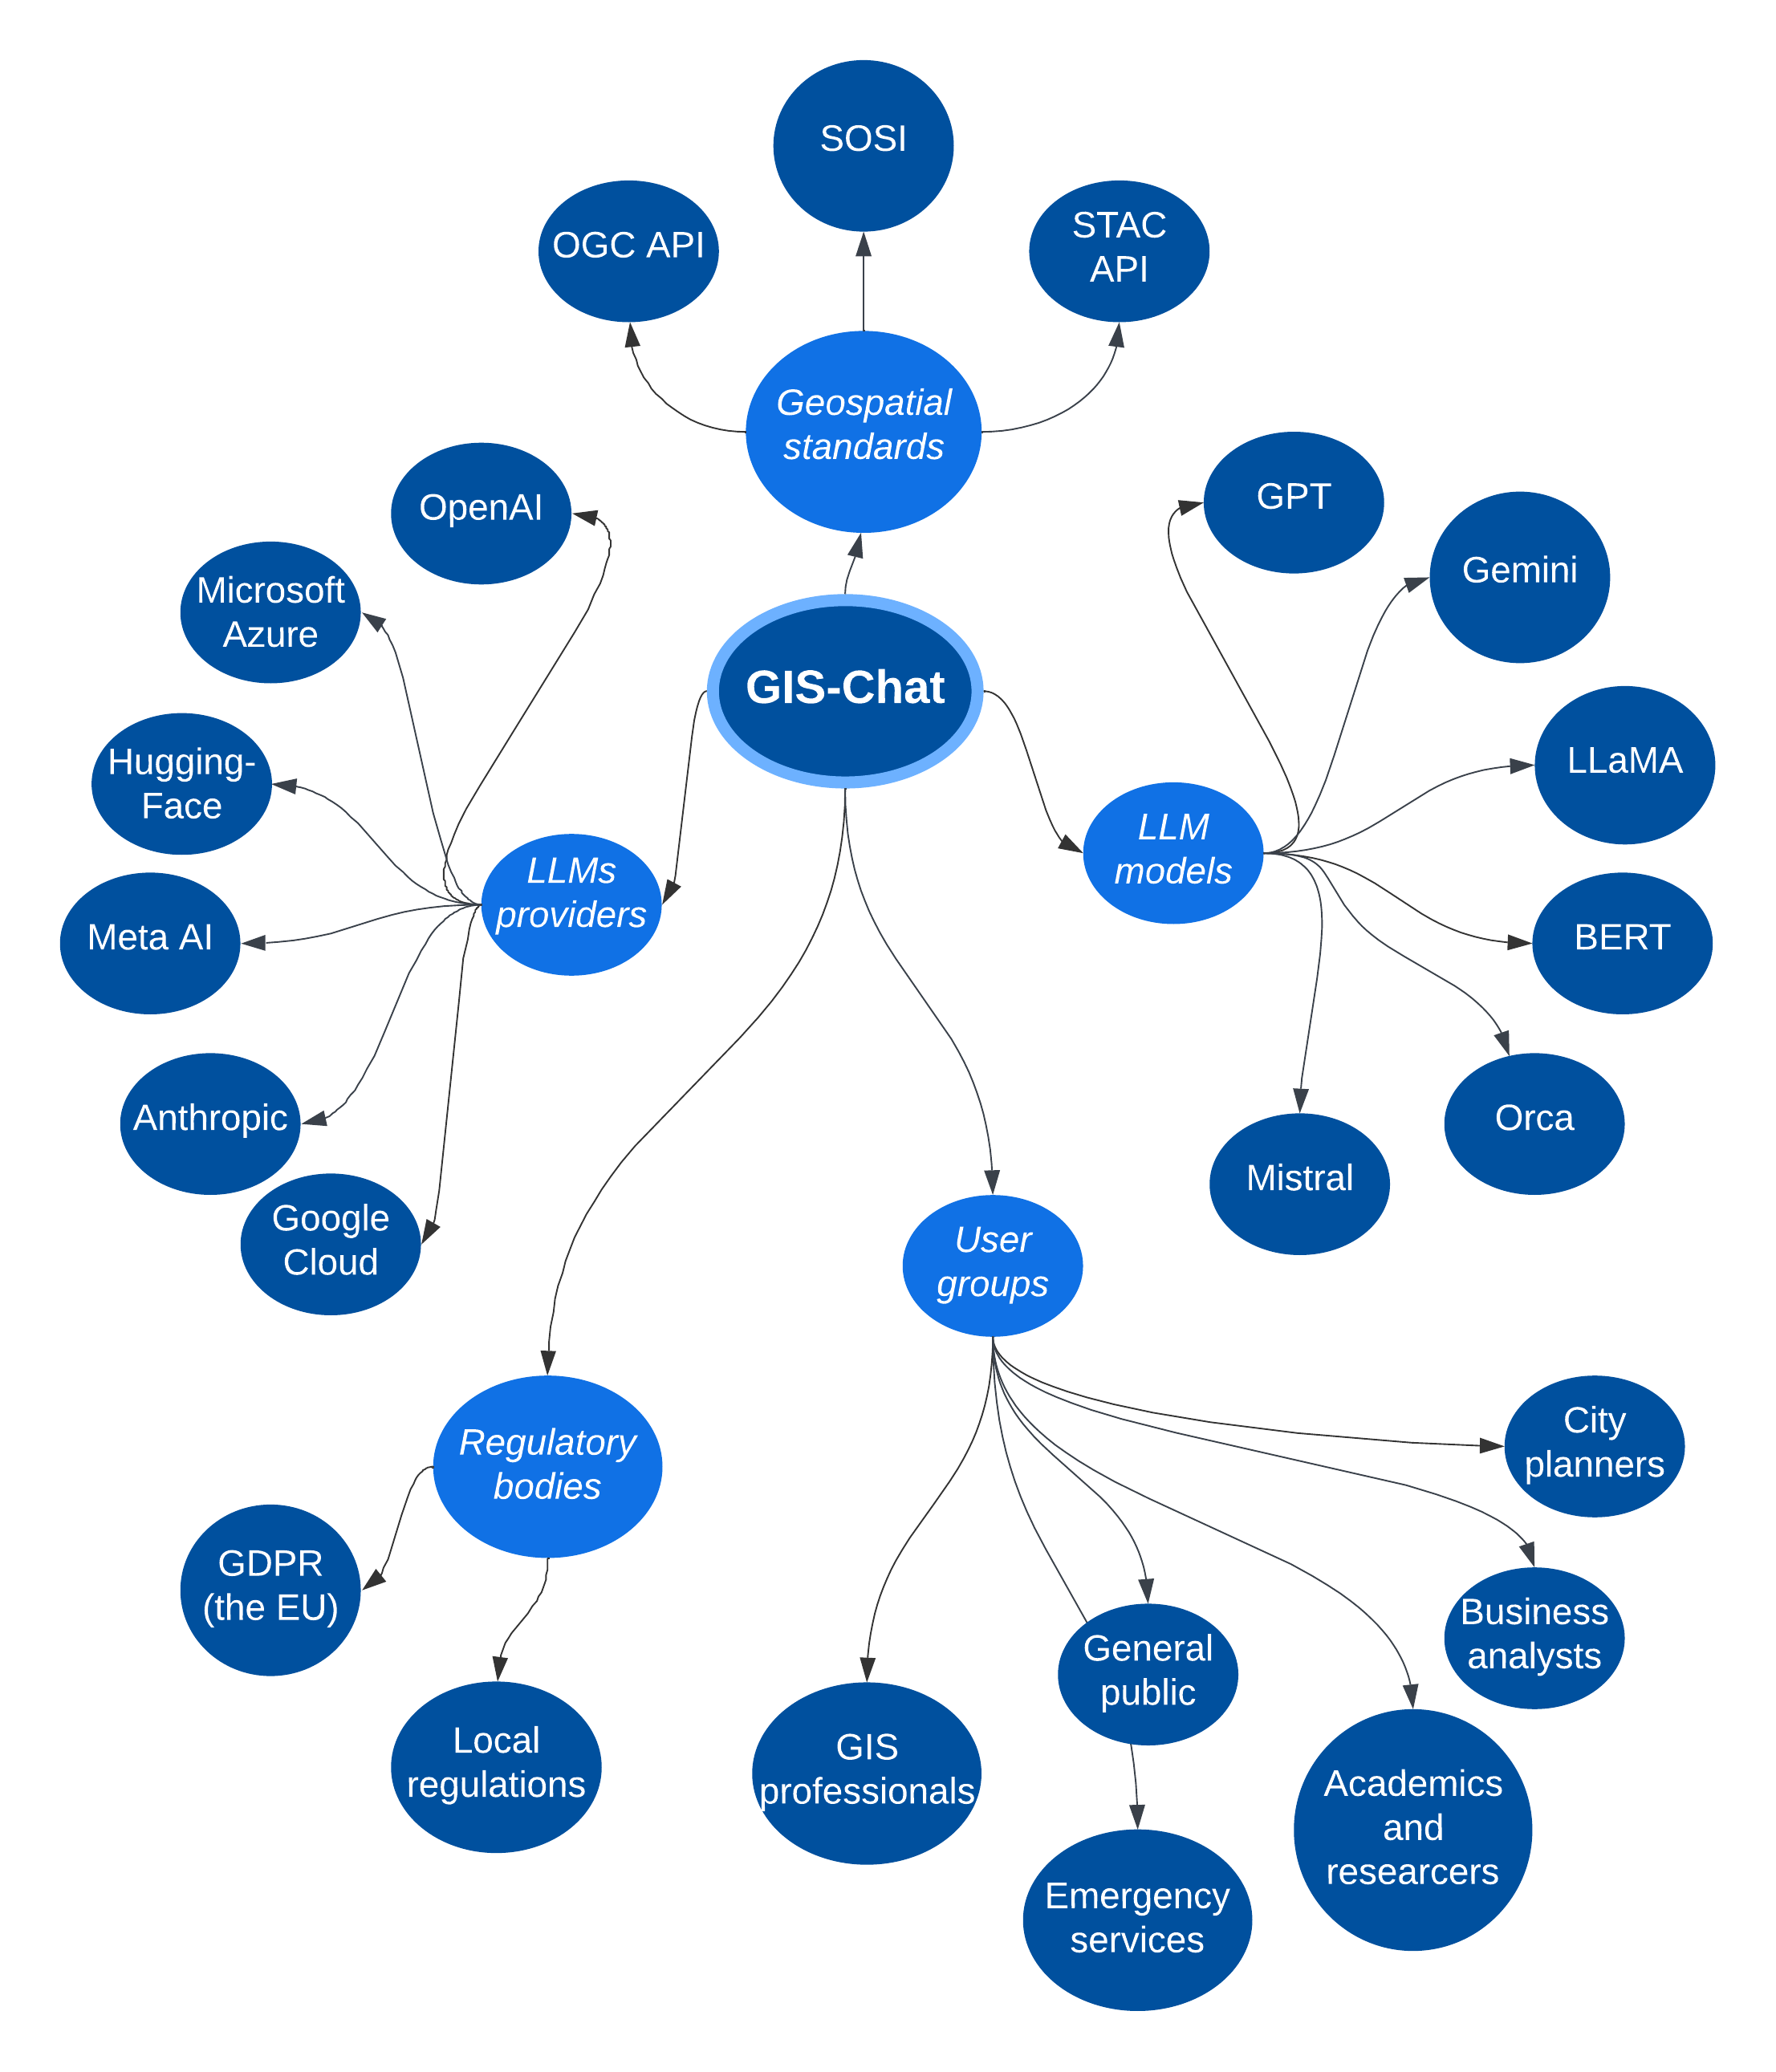 SOSI
OGC API
STAC
API
Geospatial
standards
OpenAI
GPT
Gemini
Microsoft
Azure
GIS-Chat
Hugging-
Face
LLaMA
LLM
models
LLMs
providers
Meta AI
BERT
Anthropic
Orca
Mistral
Google
Cloud
User
groups
Regulatory
bodies
City
planners
GDPR
(the EU)
Business
analysts
General
public
Local
regulations
GIS
professionals
Academics
and
researcers
Emergency
services